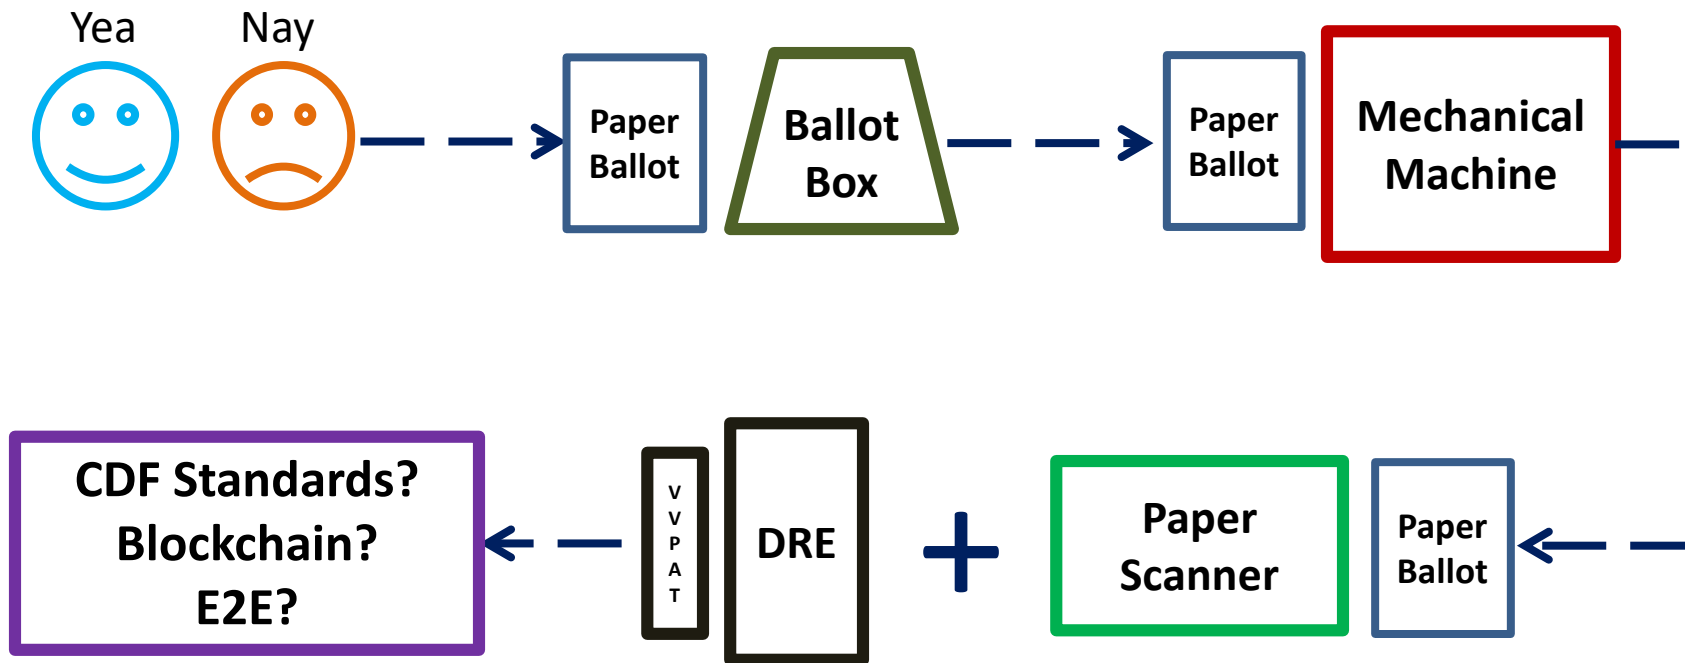 Yea Nay
Paper
Ballot
Ballot
Box
Paper
Ballot
Mechanical
Machine
CDF Standards?
Blockchain?
E2E?
V
V
P
A
T
DRE
+
Paper
Scanner
Paper
Ballot